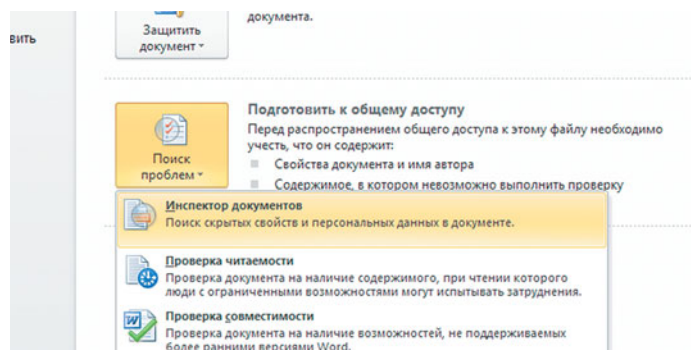 документа.
Защитить
документ
вить
Подготовить к общему доступу
Перед распространением общего доступа к этому файлу необходимо
учесть, что он содержит:
Поиск
проблем
Свойства документа и имя автора
Содержимое, в котором невозможно выполнить проверку
Инспектор документов
Поиск скрытых свойств и персональных данных в документе.
Проверка читаемости
Проверка документа на наличие содержимого, при чтении которого
люди с ограниченными возможностями могут испытывать затруднения.
Проверка совместимости
Проверка документа на наличие возможностей, не поддерживаемых
более ранними версиями Word.